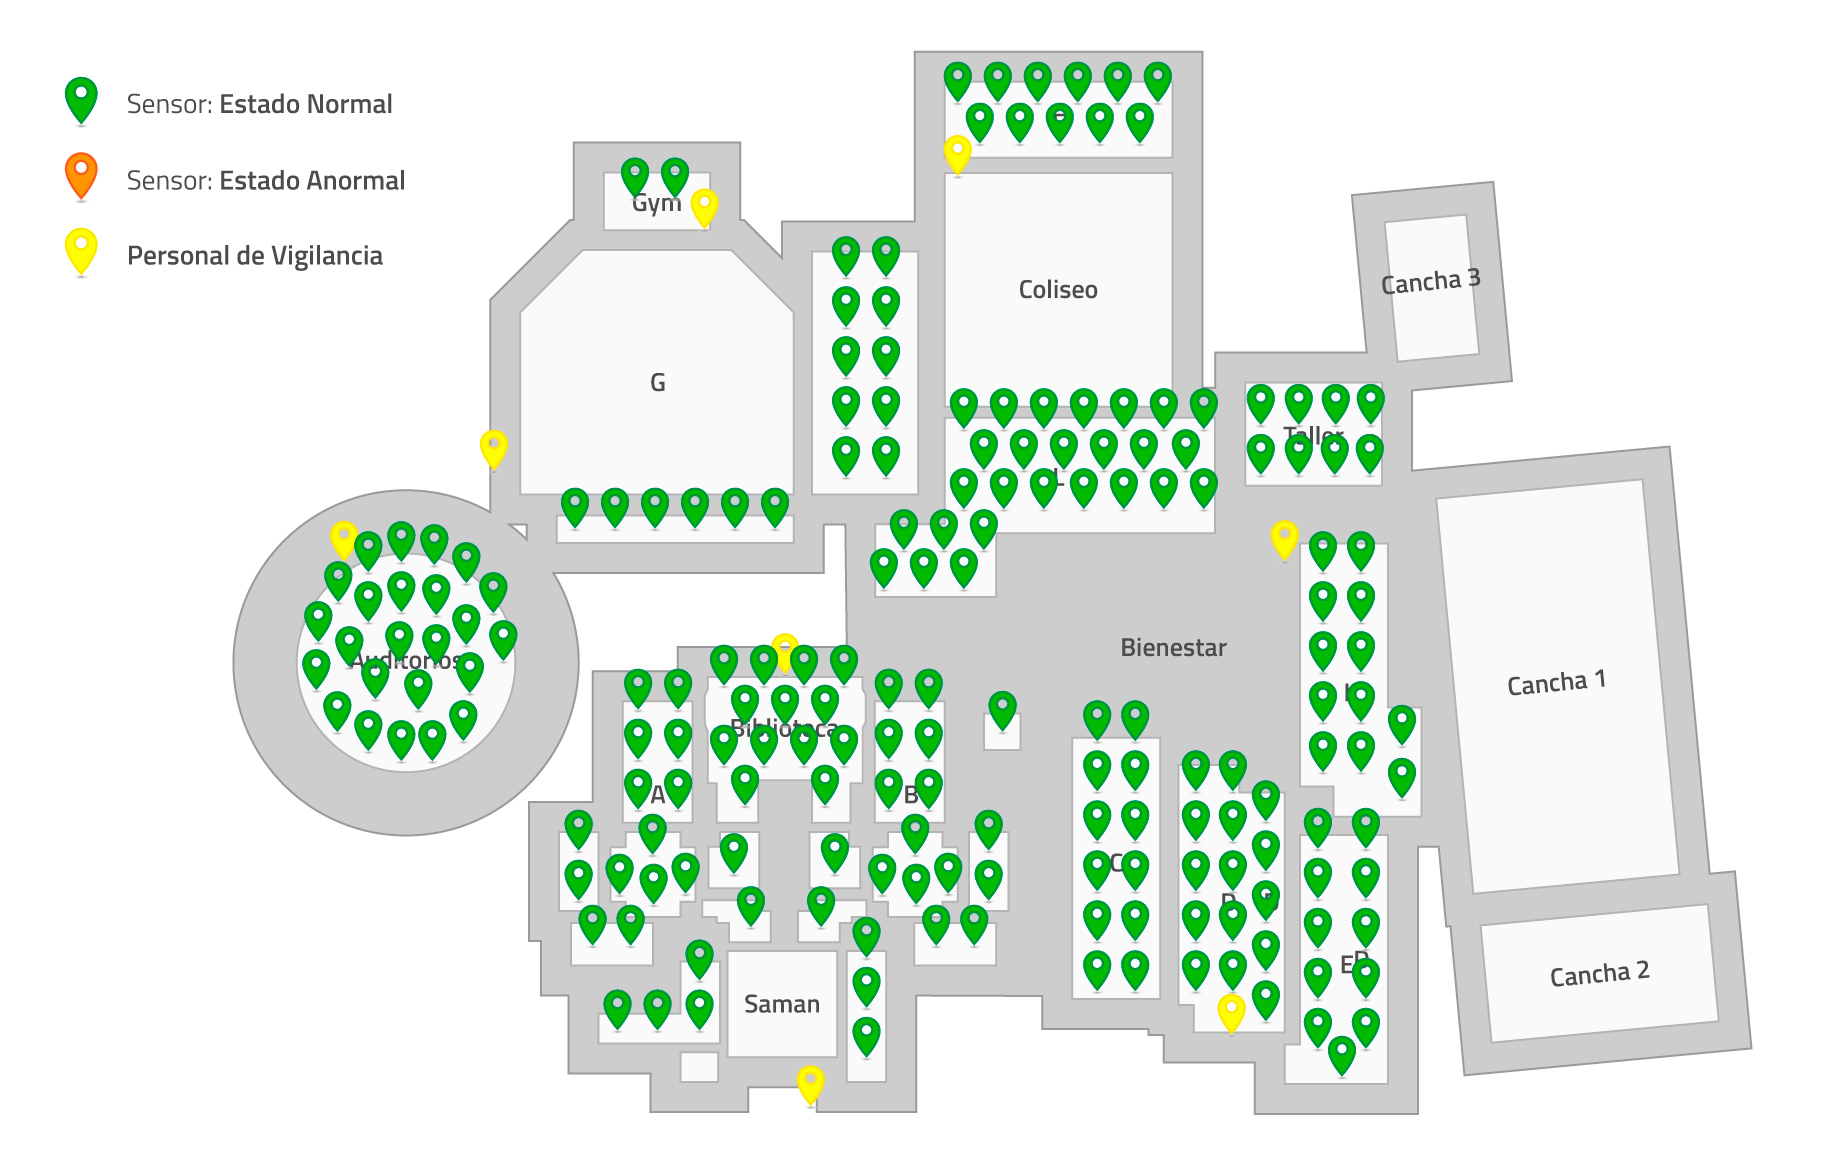 Sensor: Estado Normal
Sensor: Estado Anormal
Personal de Vigilancia
Gym
Coliseo
Cancha 3
G
Taller
L
Auditorios
Bienestar
Cancha 1
Biblioteca
A
B
C
D
E
Cancha 2
Saman